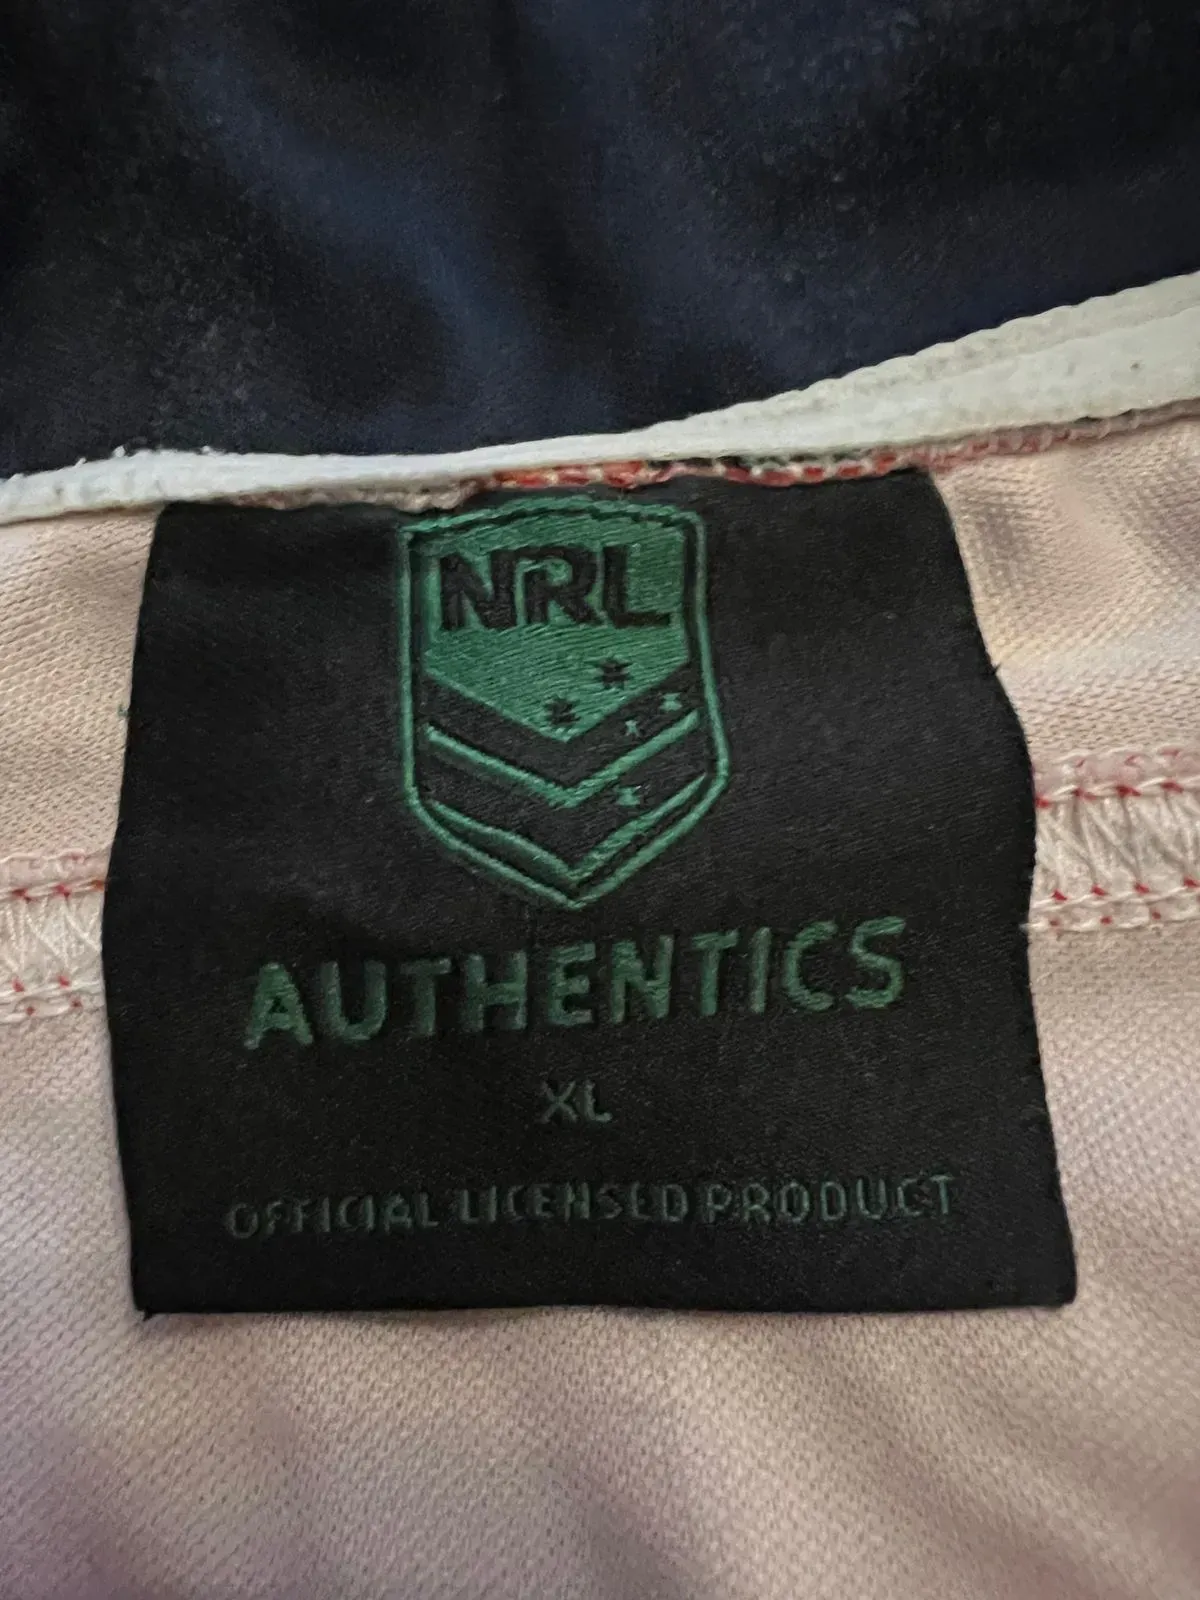 NRL
AUTHENTICS
XL
OFFICIAL LICENSED PRODUCT